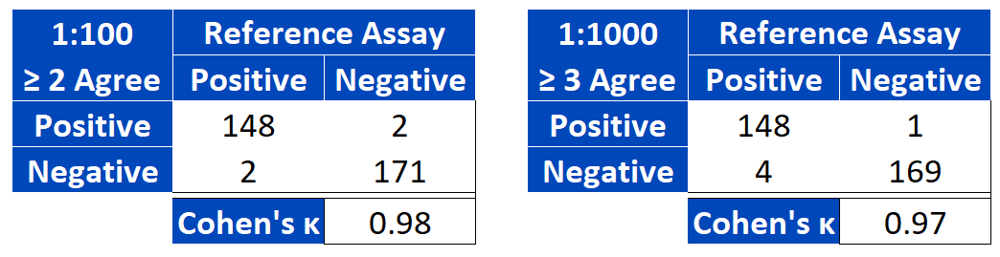 1:100 Reference Assay
≥ 2 Agree Positive Negative
Positive 148 2
Negative 2 171
Cohen's κ 0.98
1:1000 Reference Assay
≥ 3 Agree Positive Negative
Positive 148 1
Negative 4 169
Cohen's κ 0.97